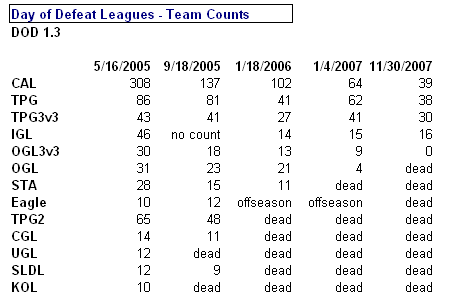 Day of Defeat Leagues - Team Counts
DOD 1.3
5/16/2005 9/18/2005 1/18/2006 1/4/2007 11/30/2007
CAL 308 137 102 64 39
TPG 86 81 41 62 38
TPG3v3 43 41 27 41 30
IGL 46 no count 14 15 16
OGL3v3 30 18 13 9 0
OGL 31 23 21 4 dead
STA 28 15 11 dead dead
Eagle 10 12 offseason offseason dead
TPG2 65 48 dead dead dead
CGL 14 11 dead dead dead
UGL 12 dead dead dead dead
SLDL 12 9 dead dead dead
KOL 10 dead dead dead dead